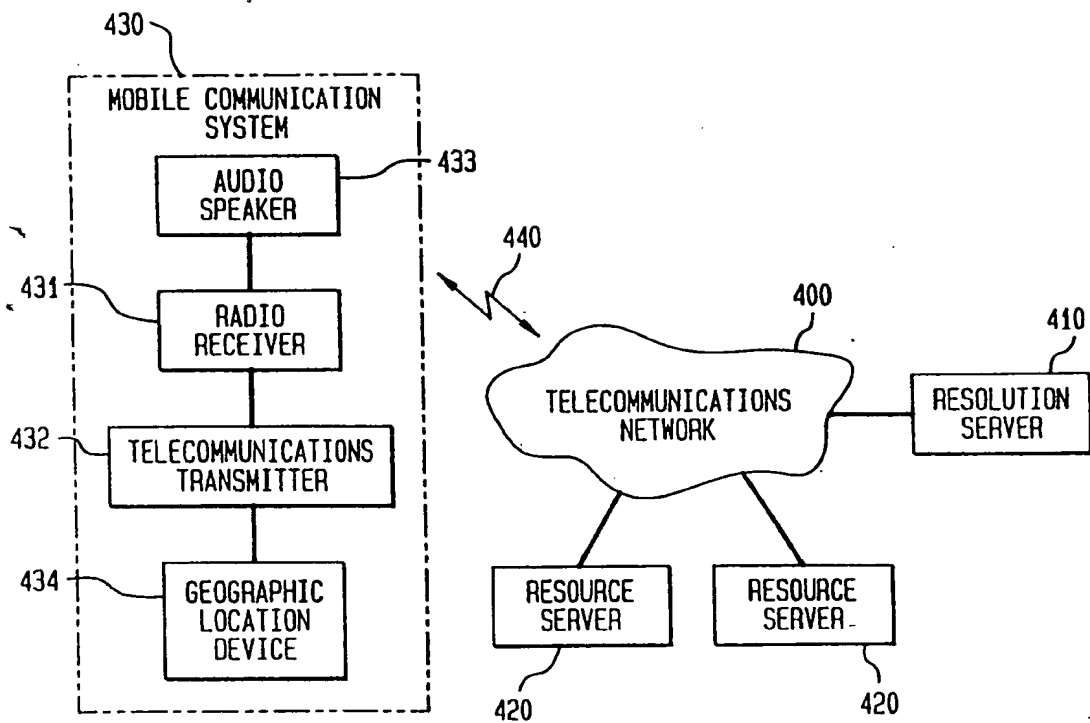 430
MOBILE COMMUNICATION
SYSTEM
AUDIO
SPEAKER
433
431
RADIO
RECEIVER
432
TELECOMMUNICATIONS
TRANSMITTER
434
GEOGRAPHIC
LOCATION
DEVICE
440
400
TELECOMMUNICATIONS
NETWORK
410
RESOLUTION
SERVER
RESOURCE
SERVER
420
RESOURCE
SERVER
420